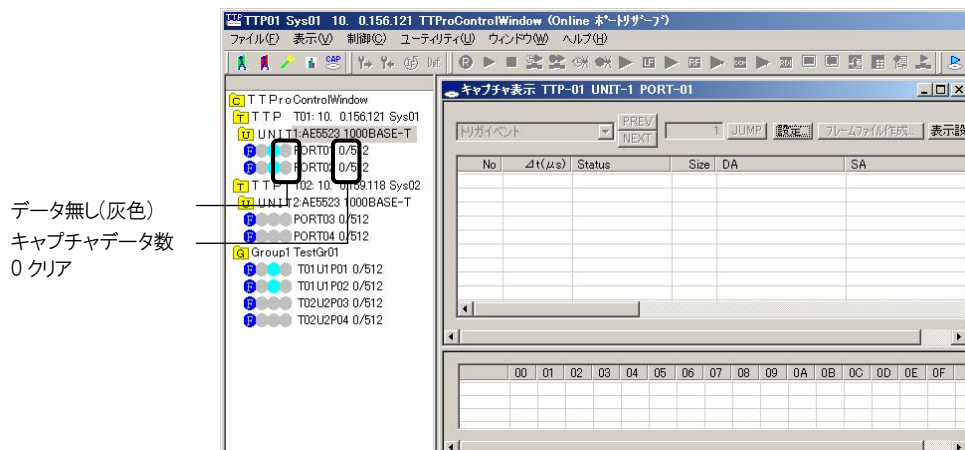 TTP01 Sys01 10. 0.156.121 TTProControlWindow (Online ポートリザーブ)
ファイル(F) 表示(V) 制御(C) ユーティリティ(U) ウィンドウ(W) ヘルプ(H)
TTProControlWindow
TTP T01: 10. 0.156.121 Sys01
UNIT1:AE5523 1000BASE-T
PORT01 0/512
PORT02 0/512
TTP T02: 10. 0.159.118 Sys02
UNIT2:AE5523 1000BASE-T
PORT03 0/512
PORT04 0/512
Group1 TestGr01
T01U1P01 0/512
T01U1P02 0/512
T02U2P03 0/512
T02U2P04 0/512
データ無し(灰色)
キャプチャデータ数
0 クリア
キャプチャ表示 TTP-01 UNIT-1 PORT-01
トリガイベント PREV NEXT 1 JUMP 設定... フレームファイル作成... 表示設
No Δt(μs) Status Size DA SA
00 01 02 03 04 05 06 07 08 09 0A 0B 0C 0D 0E 0F